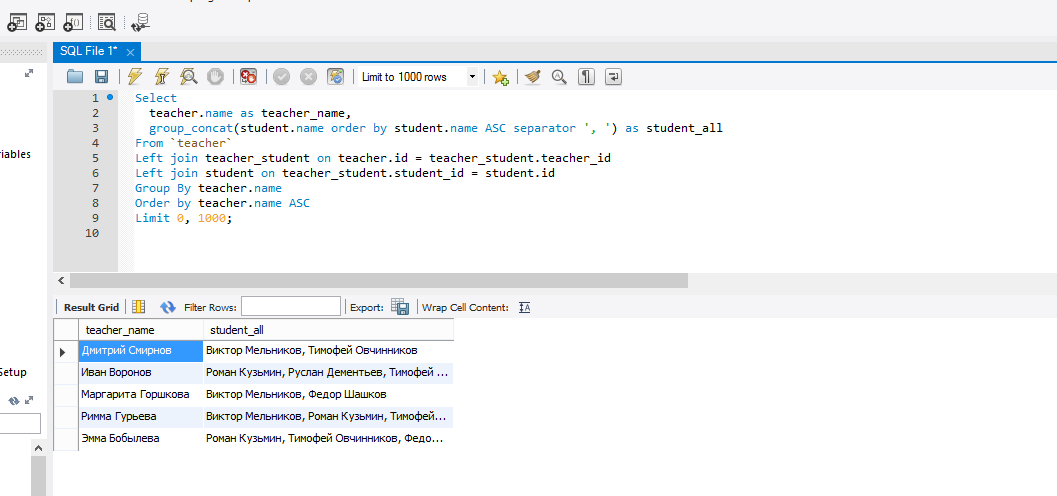 SQL File 1*
Limit to 1000 rows
1 Select
2 teacher.name as teacher_name,
3 group_concat(student.name order by student.name ASC separator ', ') as student_all
riables
4 From `teacher`
5 Left join teacher_student on teacher.id = teacher_student.teacher_id
6 Left join student on teacher_student.student_id = student.id
7 Group By teacher.name
8 Order by teacher.name ASC
9 Limit 0, 1000;
10
Result Grid Filter Rows: Export: Wrap Cell Content:
teacher_name student_all
Дмитрий Смирнов Виктор Мельников, Тимофей Овчинников
Setup
Иван Воронов Роман Кузьмин, Руслан Дементьев, Тимофей ...
Маргарита Горшкова Виктор Мельников, Федор Шашков
Римма Гурьева Виктор Мельников, Роман Кузьмин, Тимофей...
Эмма Бобылева Роман Кузьмин, Тимофей Овчинников, Федо...